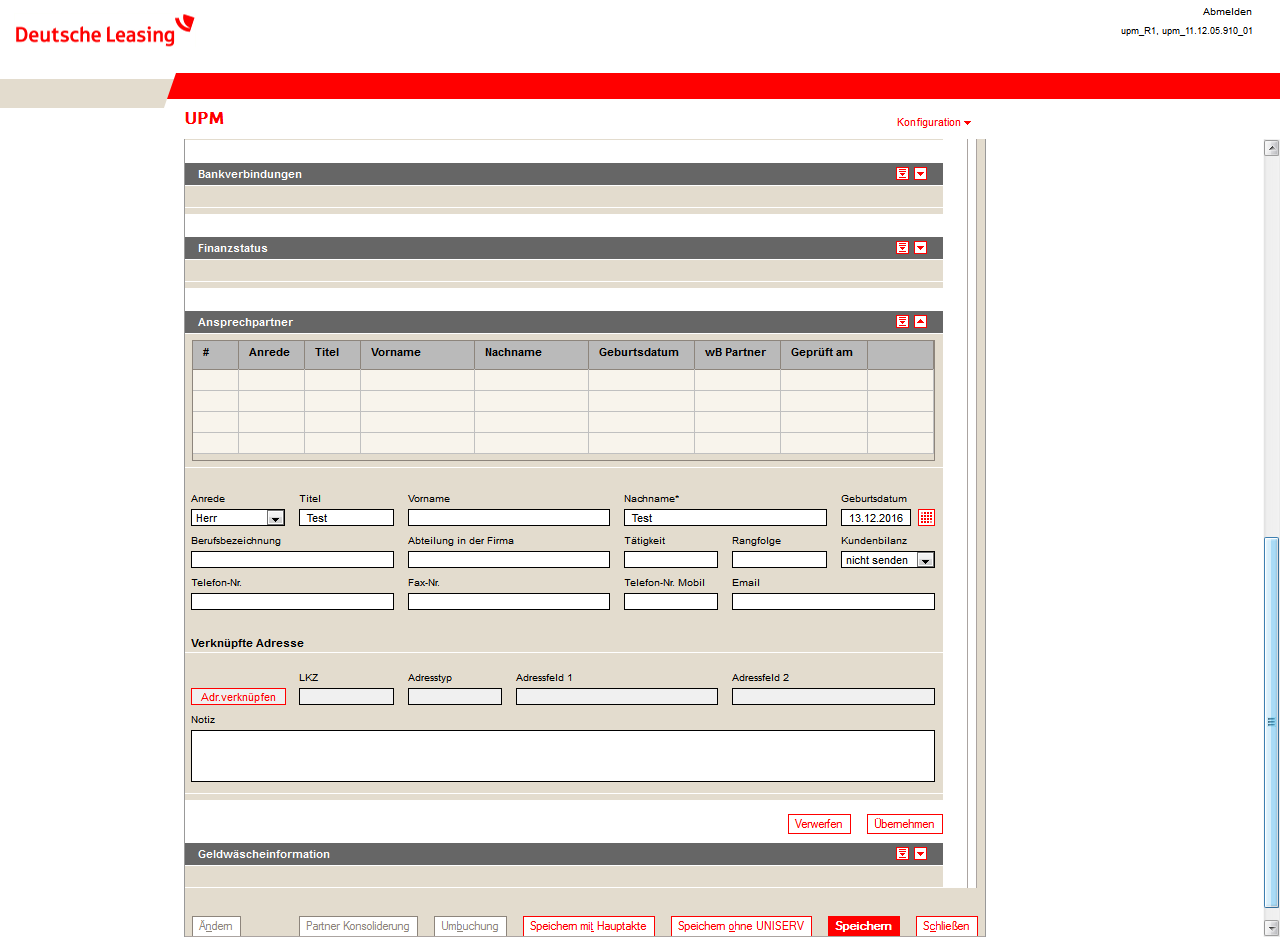 Deutsche Leasing
Abmelden
upm_R1, upm_11.12.05.910_01
UPM
Konfiguration
Bankverbindungen
Finanzstatus
Ansprechpartner
# Anrede Titel Vorname Nachname Geburtsdatum wB Partner Geprüft am
Anrede Titel Vorname Nachname* Geburtsdatum
Herr Test Test 13.12.2016
Berufsbezeichnung Abteilung in der Firma Tätigkeit Rangfolge Kundenbilanz
nicht senden
Telefon-Nr. Fax-Nr. Telefon-Nr. Mobil Email
Verknüpfte Adresse
LKZ Adresstyp Adressfeld 1 Adressfeld 2
Adr.verknüpfen
Notiz
Verwerfen Übernehmen
Geldwäscheinformation
Ändern Partner Konsolidierung Umbuchung Speichern mit Hauptakte Speichern ohne UNISERV Speichern Schließen